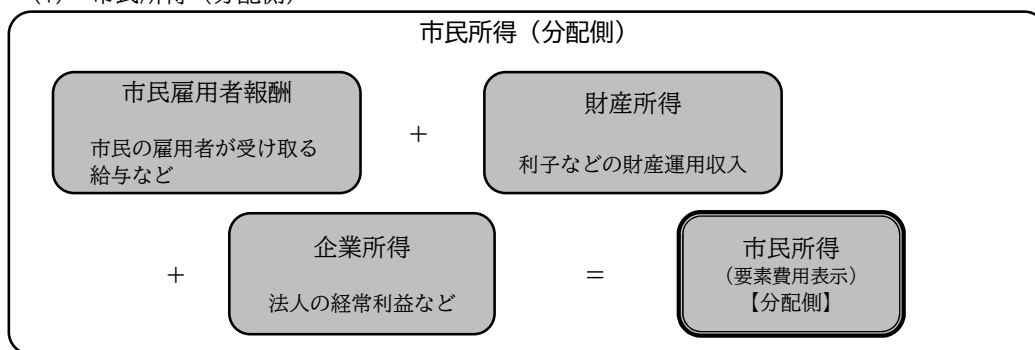 市民所得（分配側）
市民雇用者報酬
市民の雇用者が受け取る
給与など
＋
財産所得
利子などの財産運用収入
＋
企業所得
法人の経常利益など
＝
市民所得
（要素費用表示）
【分配側】